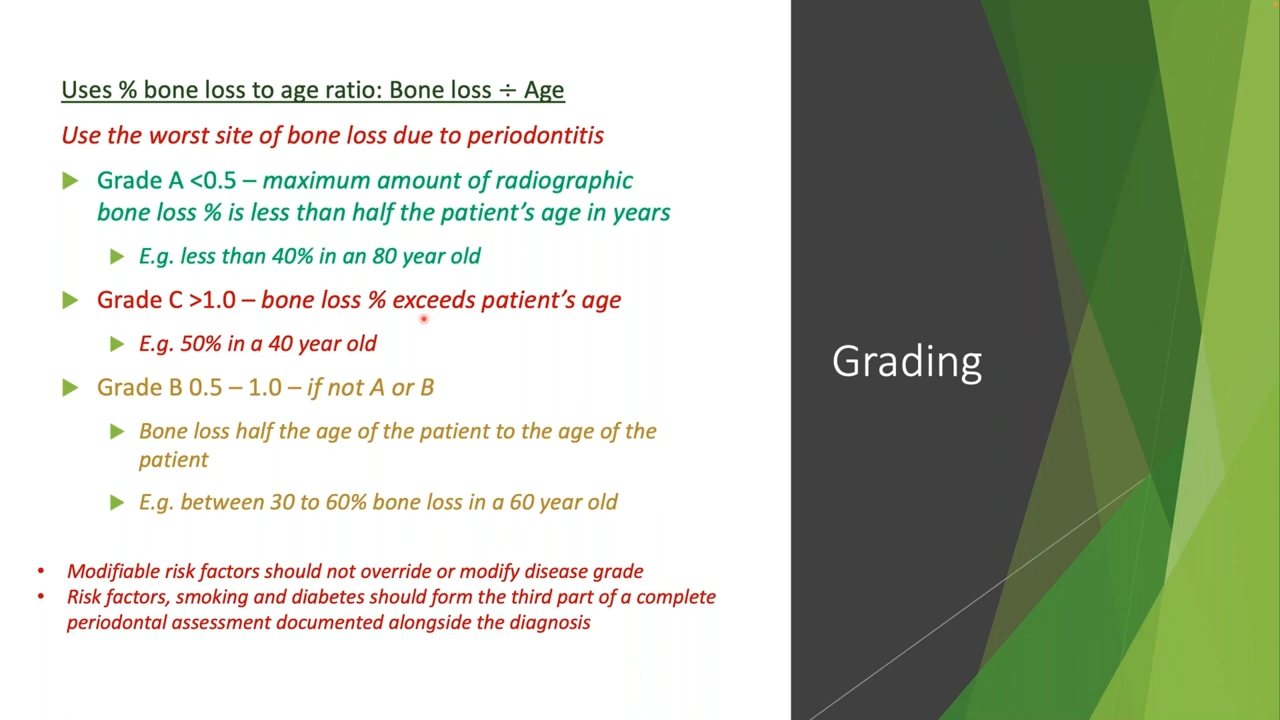 Uses % bone loss to age ratio: Bone loss ÷ Age
Use the worst site of bone loss due to periodontitis
Grade A <0.5 – maximum amount of radiographic
bone loss % is less than half the patient's age in years
E.g. less than 40% in an 80 year old
Grade C >1.0 – bone loss % exceeds patient's age
E.g. 50% in a 40 year old
Grade B 0.5 – 1.0 – if not A or B
Bone loss half the age of the patient to the age of the
patient
E.g. between 30 to 60% bone loss in a 60 year old
• Modifiable risk factors should not override or modify disease grade
• Risk factors, smoking and diabetes should form the third part of a complete
periodontal assessment documented alongside the diagnosis
Grading